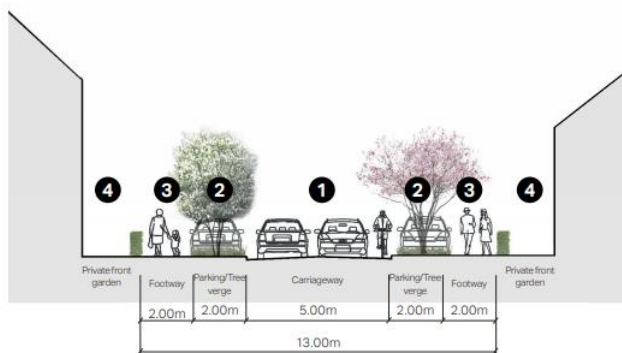 4 3 2 1 2 3 4
Private front
garden
Footway
Parking/Tree
verge
Carriageway
Parking/Tree
verge
Footway
Private front
garden
2.00m 2.00m 5.00m 2.00m 2.00m
13.00m